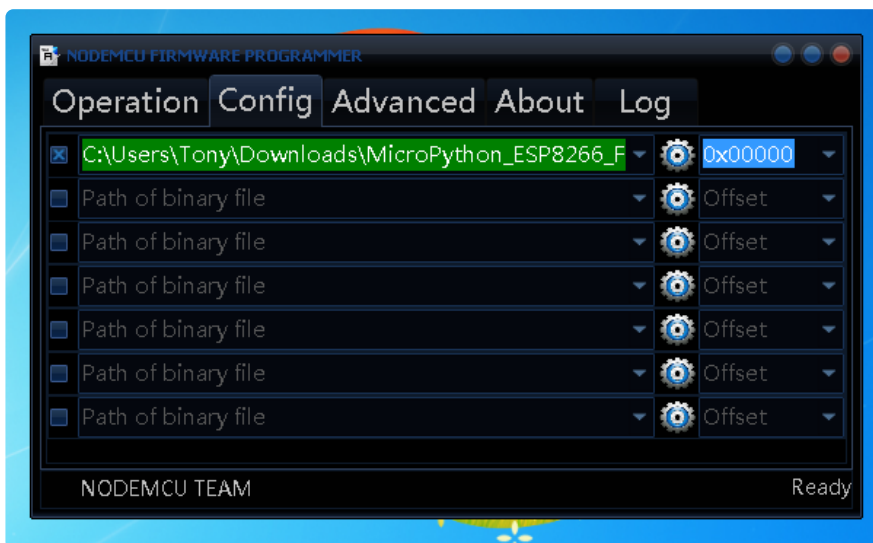 NODEMCU FIRMWARE PROGRAMMER
Operation Config Advanced About Log
C:\Users\Tony\Downloads\MicroPython_ESP8266_F 0x00000
Path of binary file Offset
Path of binary file Offset
Path of binary file Offset
Path of binary file Offset
Path of binary file Offset
Path of binary file Offset
NODEMCU TEAM Ready